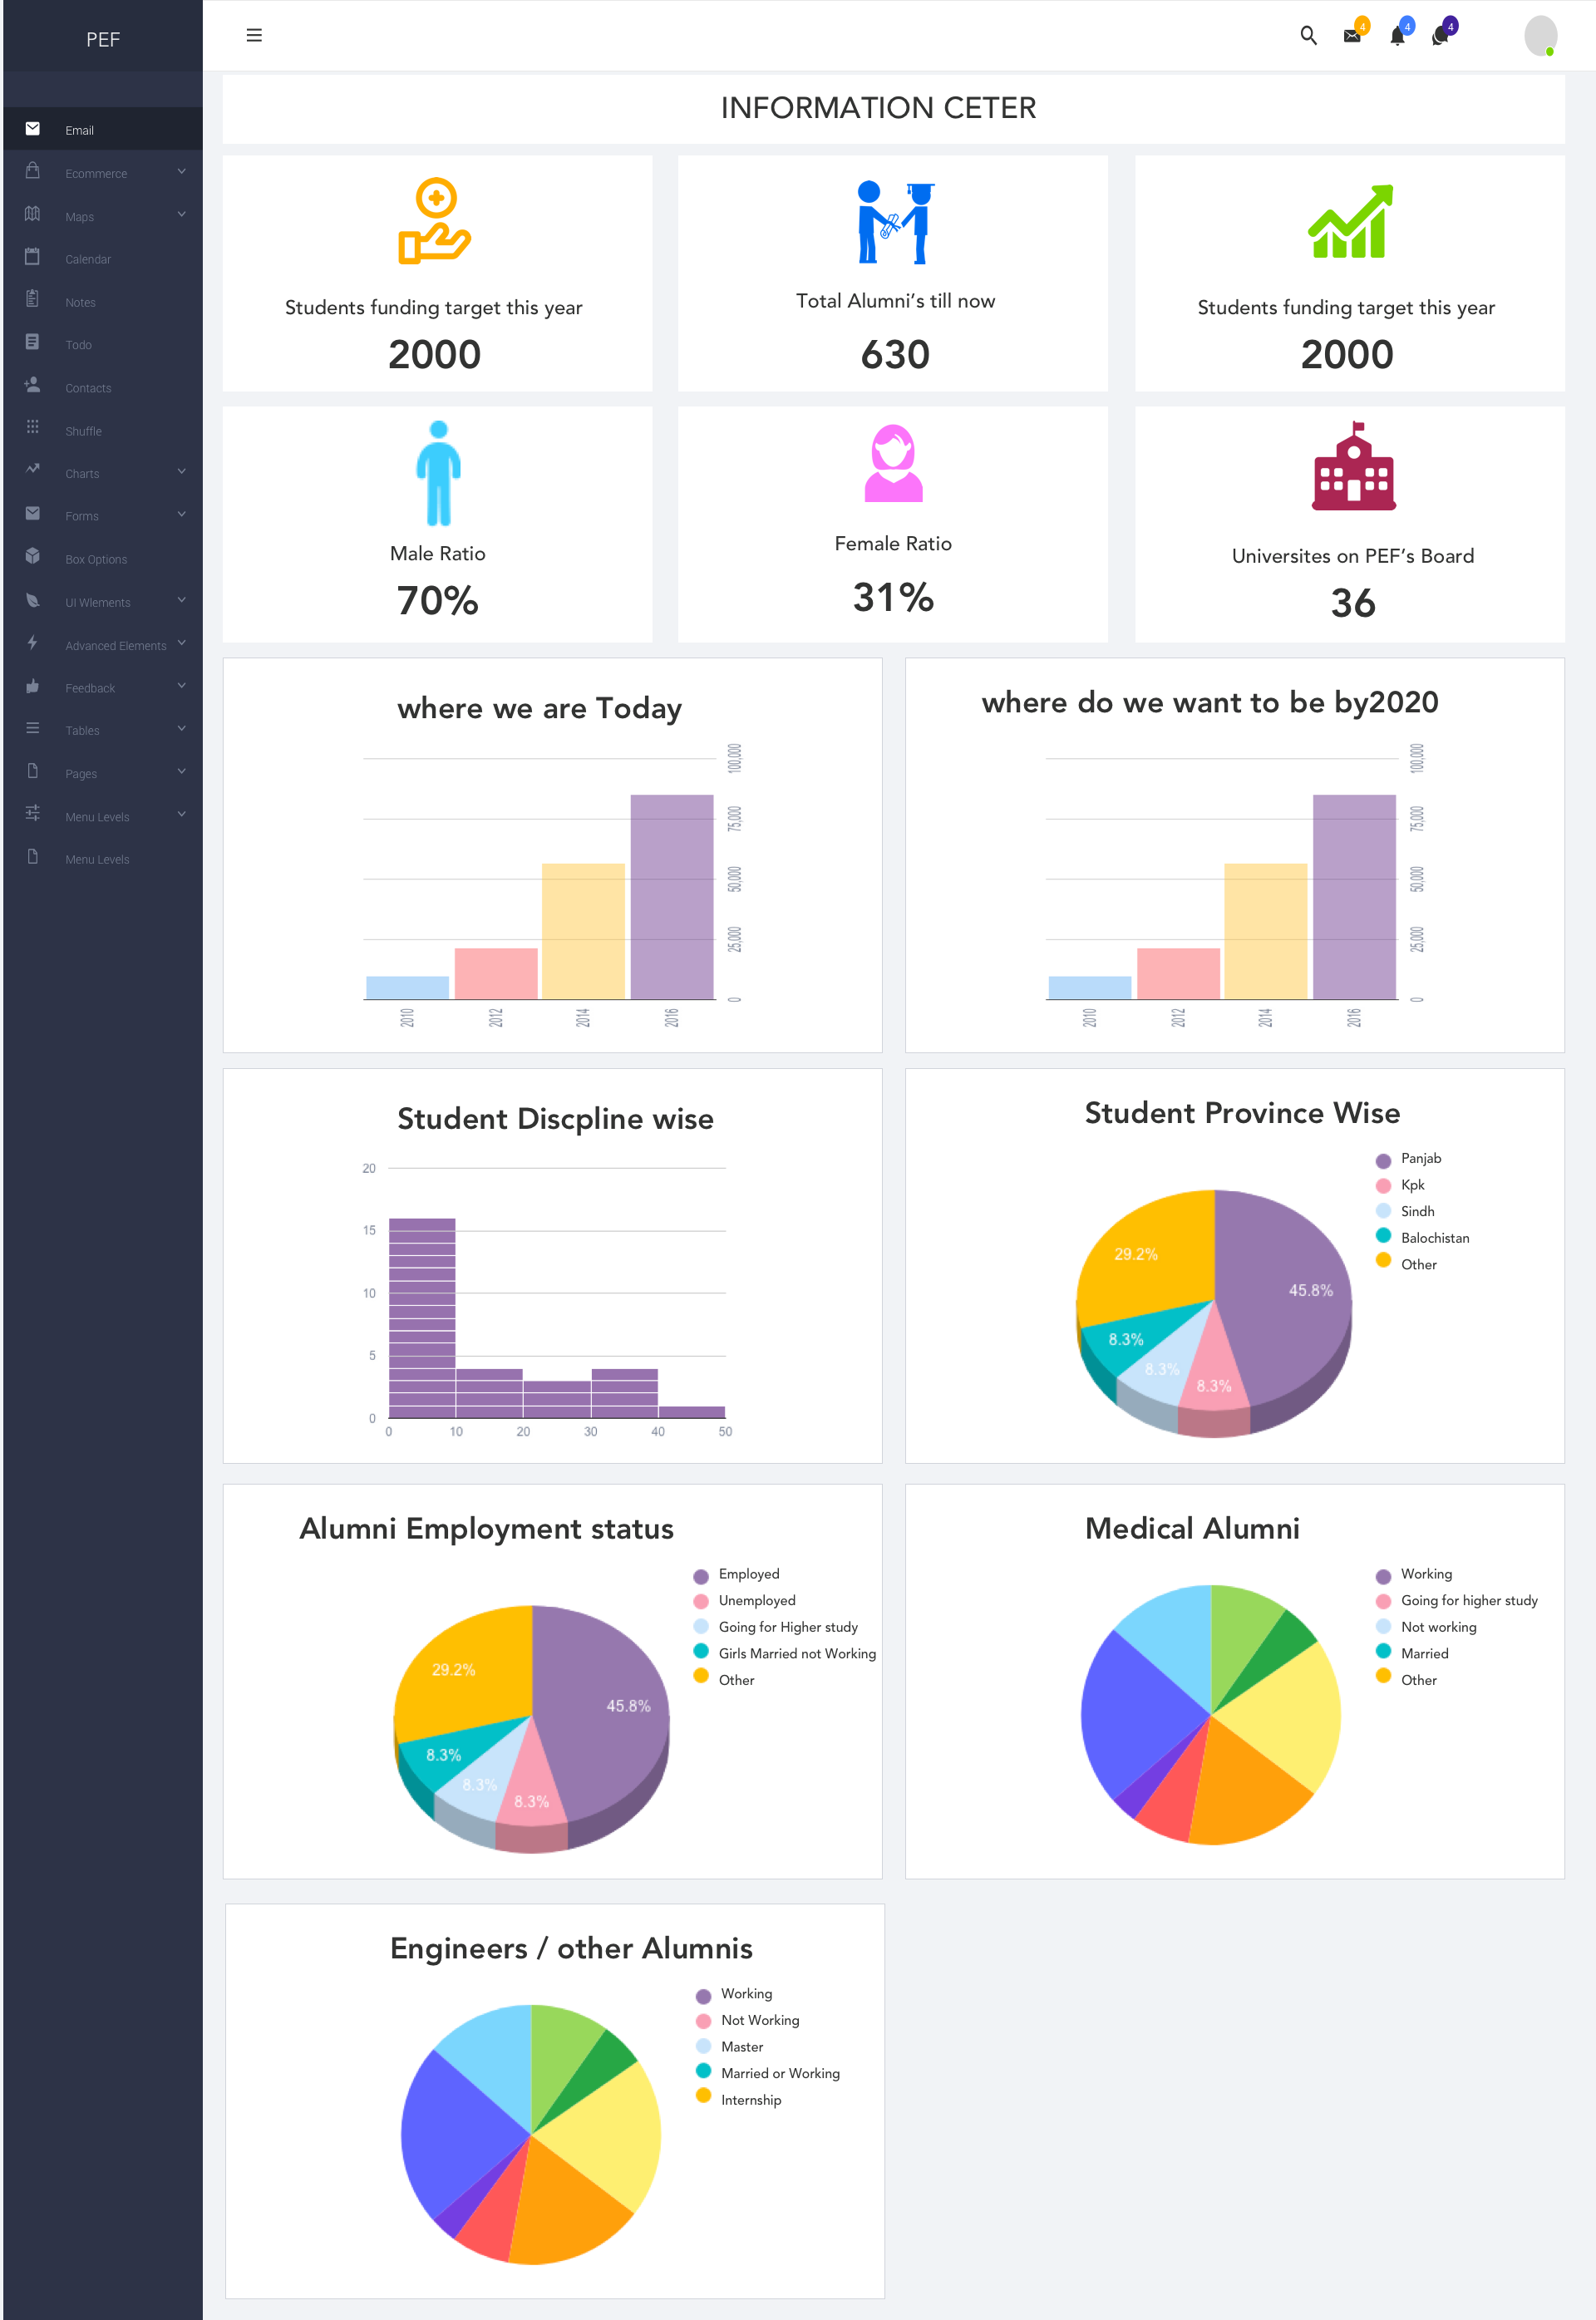 PEF
4
4
4
Email
Ecommerce
Maps
Calendar
Notes
Todo
Contacts
Shuffle
Charts
Forms
Box Options
UI Wlements
Advanced Elements
Feedback
Tables
Pages
Menu Levels
Menu Levels
INFORMATION CETER
Students funding target this year
2000
Total Alumni’s till now
630
Students funding target this year
2000
Male Ratio
70%
Female Ratio
31%
Universites on PEF’s Board
36
where we are Today
100,000
75,000
50,000
25,000
0
2010
2012
2014
2016
where do we want to be by2020
100,000
75,000
50,000
25,000
0
2010
2012
2014
2016
Student Discpline wise
20
15
10
5
0
0 10 20 30 40 50
Student Province Wise
Panjab
Kpk
Sindh
Balochistan
Other
29.2%
45.8%
8.3%
8.3%
8.3%
Alumni Employment status
Employed
Unemployed
Going for Higher study
Girls Married not Working
Other
29.2%
45.8%
8.3%
8.3%
8.3%
Medical Alumni
Working
Going for higher study
Not working
Married
Other
Engineers / other Alumnis
Working
Not Working
Master
Married or Working
Internship